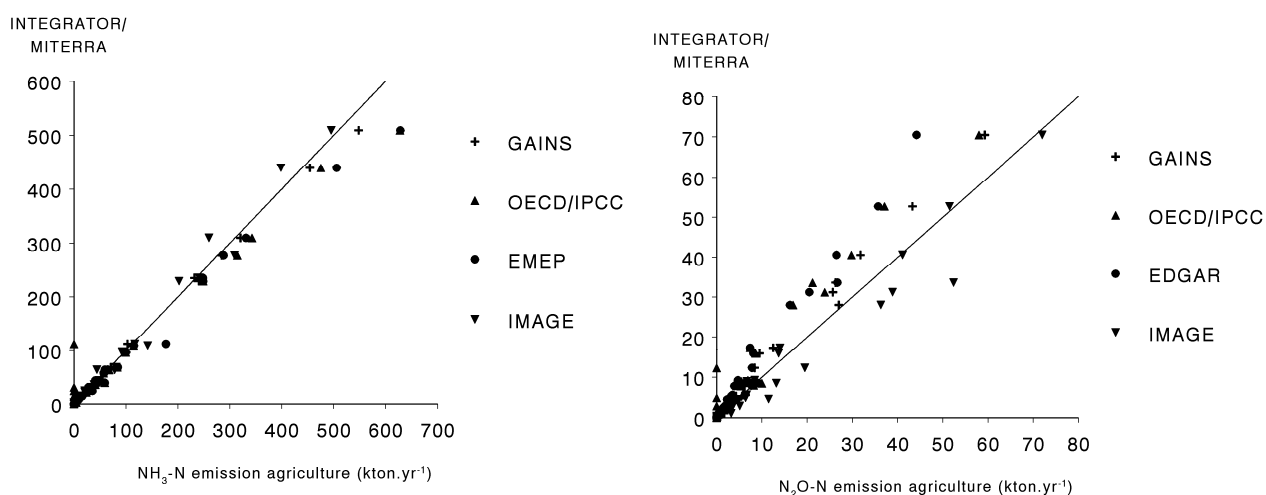 INTEGRATOR/
MITERRA
600
500
400
300
200
100
0
0 100 200 300 400 500 600 700
NH₃-N emission agriculture (kton.yr⁻¹)
GAINS
OECD/IPCC
EMEP
IMAGE
INTEGRATOR/
MITERRA
80
70
60
50
40
30
20
10
0
0 10 20 30 40 50 60 70 80
N₂O-N emission agriculture (kton.yr⁻¹)
GAINS
OECD/IPCC
EDGAR
IMAGE